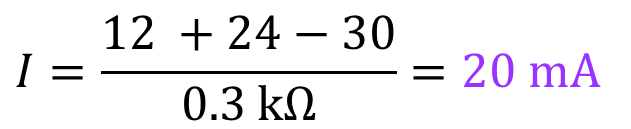 I = (12 + 24 − 30) / 0.3 kΩ = 20 mA